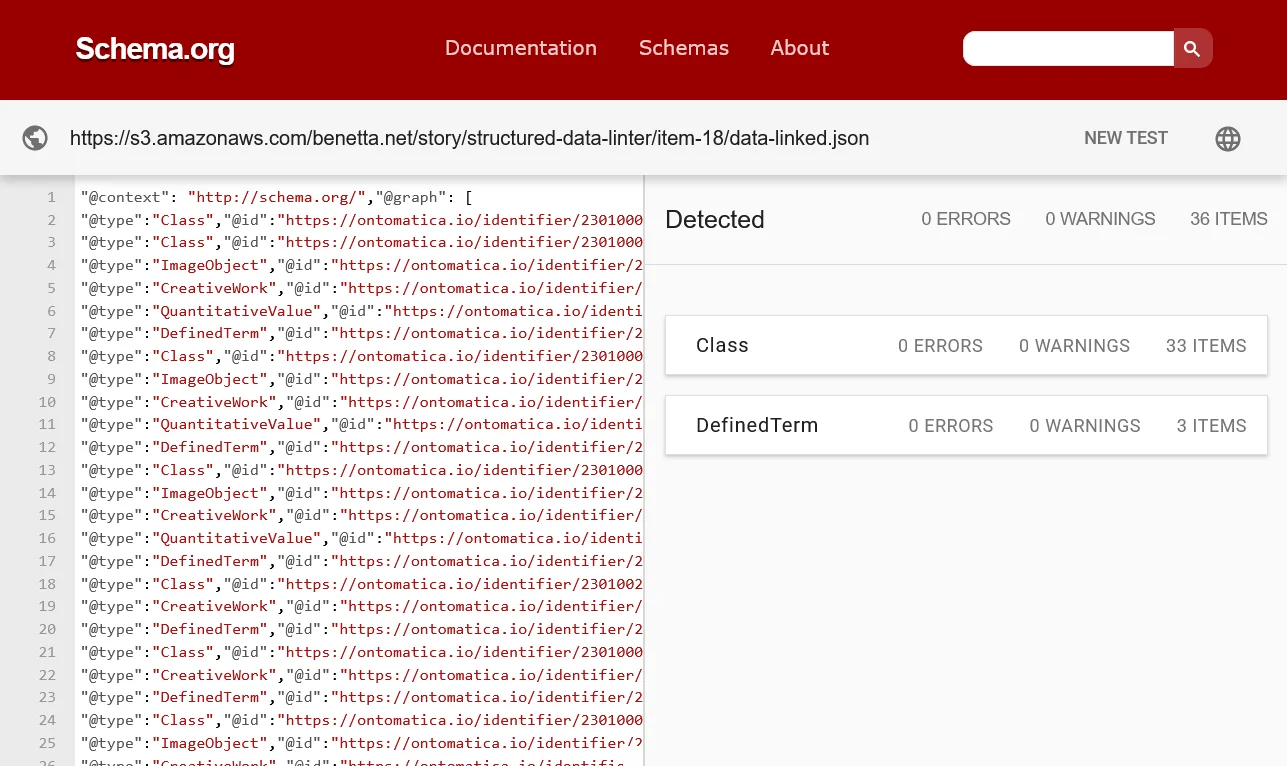 Schema.org
Documentation Schemas About
https://s3.amazonaws.com/benetta.net/story/structured-data-linter/item-18/data-linked.json NEW TEST
1 "@context": "http://schema.org/","@graph": [
2 "@type":"Class","@id":"https://ontomatica.io/identifier/2301000
3 "@type":"Class","@id":"https://ontomatica.io/identifier/2301000
4 "@type":"ImageObject","@id":"https://ontomatica.io/identifier/2
5 "@type":"CreativeWork","@id":"https://ontomatica.io/identifier/
6 "@type":"QuantitativeValue","@id":"https://ontomatica.io/identi
7 "@type":"DefinedTerm","@id":"https://ontomatica.io/identifier/2
8 "@type":"Class","@id":"https://ontomatica.io/identifier/2301000
9 "@type":"ImageObject","@id":"https://ontomatica.io/identifier/2
10 "@type":"CreativeWork","@id":"https://ontomatica.io/identifier/
11 "@type":"QuantitativeValue","@id":"https://ontomatica.io/identi
12 "@type":"DefinedTerm","@id":"https://ontomatica.io/identifier/2
13 "@type":"Class","@id":"https://ontomatica.io/identifier/2301000
14 "@type":"ImageObject","@id":"https://ontomatica.io/identifier/2
15 "@type":"CreativeWork","@id":"https://ontomatica.io/identifier/
16 "@type":"QuantitativeValue","@id":"https://ontomatica.io/identi
17 "@type":"DefinedTerm","@id":"https://ontomatica.io/identifier/2
18 "@type":"Class","@id":"https://ontomatica.io/identifier/2301002
19 "@type":"CreativeWork","@id":"https://ontomatica.io/identifier/
20 "@type":"DefinedTerm","@id":"https://ontomatica.io/identifier/2
21 "@type":"Class","@id":"https://ontomatica.io/identifier/2301000
22 "@type":"CreativeWork","@id":"https://ontomatica.io/identifier/
23 "@type":"DefinedTerm","@id":"https://ontomatica.io/identifier/2
24 "@type":"Class","@id":"https://ontomatica.io/identifier/2301000
25 "@type":"ImageObject","@id":"https://ontomatica.io/identifier/2
Detected 0 ERRORS 0 WARNINGS 36 ITEMS
Class 0 ERRORS 0 WARNINGS 33 ITEMS
DefinedTerm 0 ERRORS 0 WARNINGS 3 ITEMS